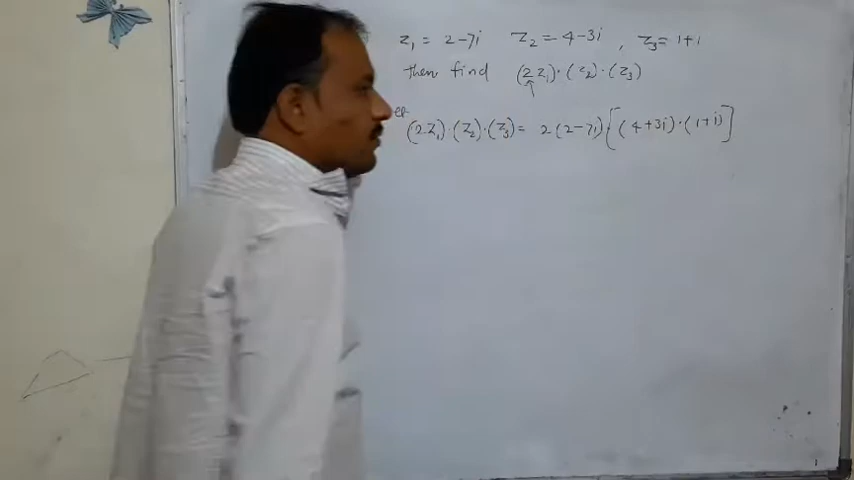 z₁ = 2-7i z₂ = 4-3i , z₃ = 1+i
then find (2z₁)·(z₂)·(z₃)
(2z₁)·(z₂)·(z₃) = 2(2-7i)·[(4+3i)·(1+i)]